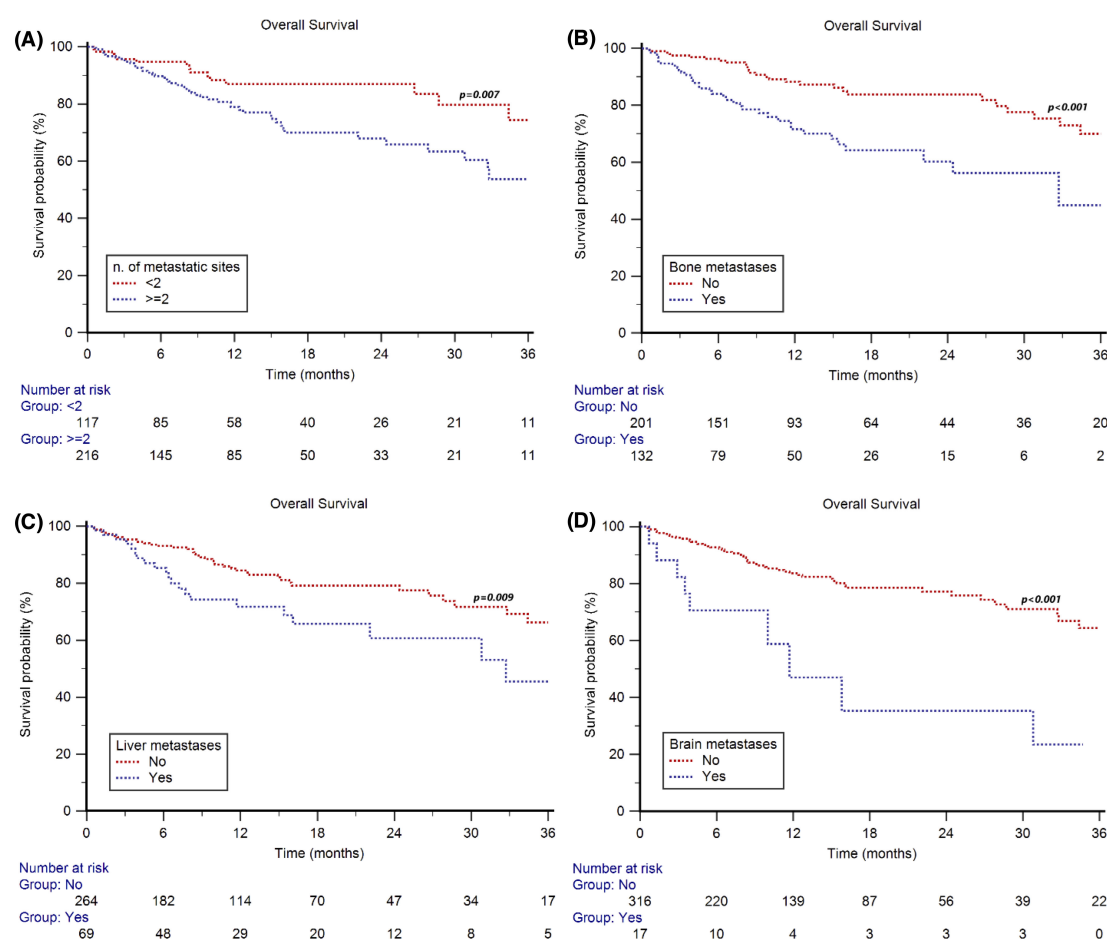 (A)
Overall Survival
Survival probability (%)
100
80
60
40
20
0
p=0.007
n. of metastatic sites
<2
>=2
0 6 12 18 24 30 36
Time (months)
Number at risk
Group: <2
117 85 58 40 26 21 11
Group: >=2
216 145 85 50 33 21 11
(B)
Overall Survival
Survival probability (%)
100
80
60
40
20
0
p<0.001
Bone metastases
No
Yes
0 6 12 18 24 30 36
Time (months)
Number at risk
Group: No
201 151 93 64 44 36 20
Group: Yes
132 79 50 26 15 6 2
(C)
Overall Survival
Survival probability (%)
100
80
60
40
20
0
p=0.009
Liver metastases
No
Yes
0 6 12 18 24 30 36
Time (months)
Number at risk
Group: No
264 182 114 70 47 34 17
Group: Yes
69 48 29 20 12 8 5
(D)
Overall Survival
Survival probability (%)
100
80
60
40
20
0
p<0.001
Brain metastases
No
Yes
0 6 12 18 24 30 36
Time (months)
Number at risk
Group: No
316 220 139 87 56 39 22
Group: Yes
17 10 4 3 3 3 0